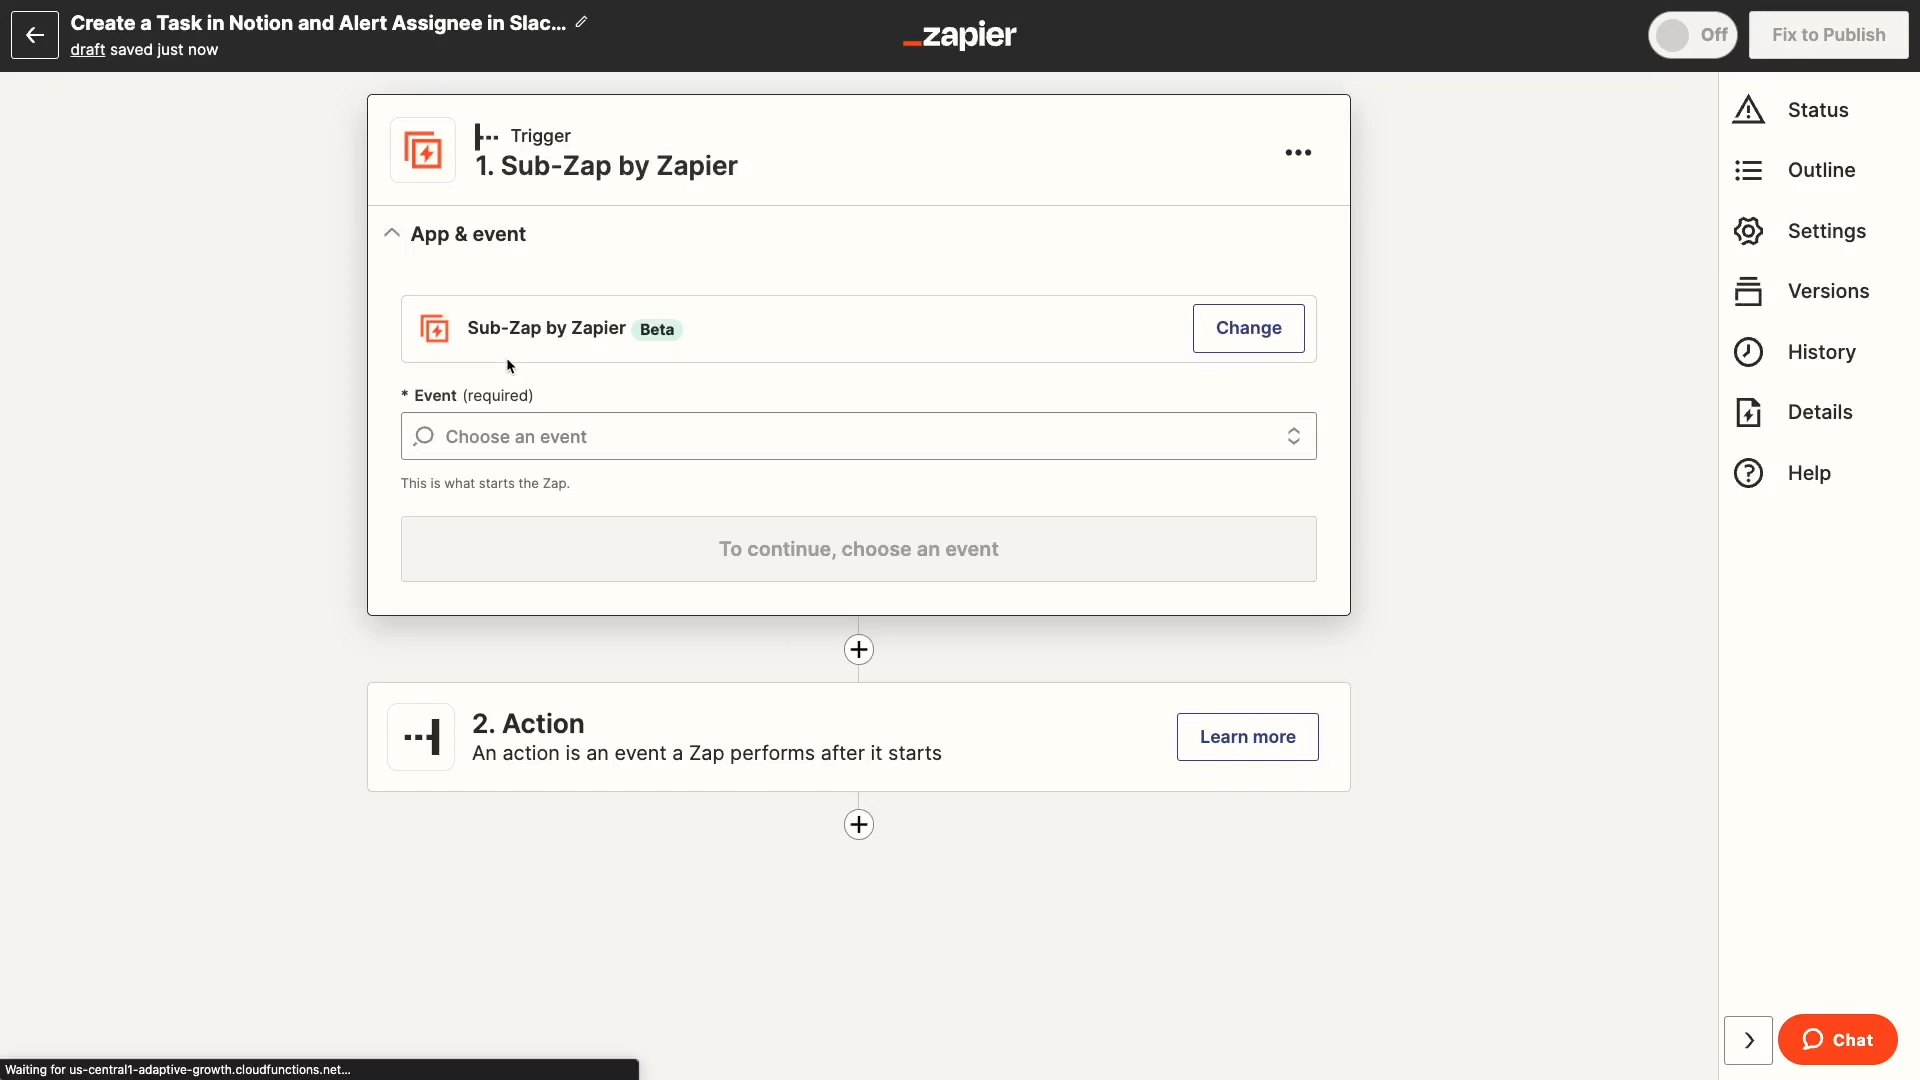 Create a Task in Notion and Alert Assignee in Slac...
draft saved just now
zapier
Off
Fix to Publish
Trigger
1. Sub-Zap by Zapier
App & event
Sub-Zap by Zapier Beta
Change
* Event (required)
Choose an event
This is what starts the Zap.
To continue, choose an event
2. Action
An action is an event a Zap performs after it starts
Learn more
Status
Outline
Settings
Versions
History
Details
Help
Chat
Waiting for us-central1-adaptive-growth.cloudfunctions.net...